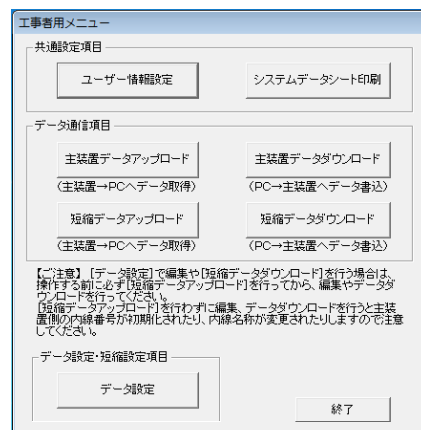 工事者用メニュー
共通設定項目
ユーザー情報設定 システムデータシート印刷
データ通信項目
主装置データアップロード 主装置データダウンロード
(主装置→PCへデータ取得) (PC→主装置へデータ書込)
短縮データアップロード 短縮データダウンロード
(主装置→PCへデータ取得) (PC→主装置へデータ書込)
【ご注意】 [データ設定]で編集や[短縮データダウンロード]を行う場合は、
操作する前に必ず[短縮データアップロード]を行ってから、編集やデータダ
ウンロードを行ってください。
[短縮データアップロード]を行わずに編集、データダウンロードを行うと主装
置側の内線番号が初期化されたり、内線名称が変更されたりしますので注意
してください。
データ設定・短縮設定項目
データ設定
終了